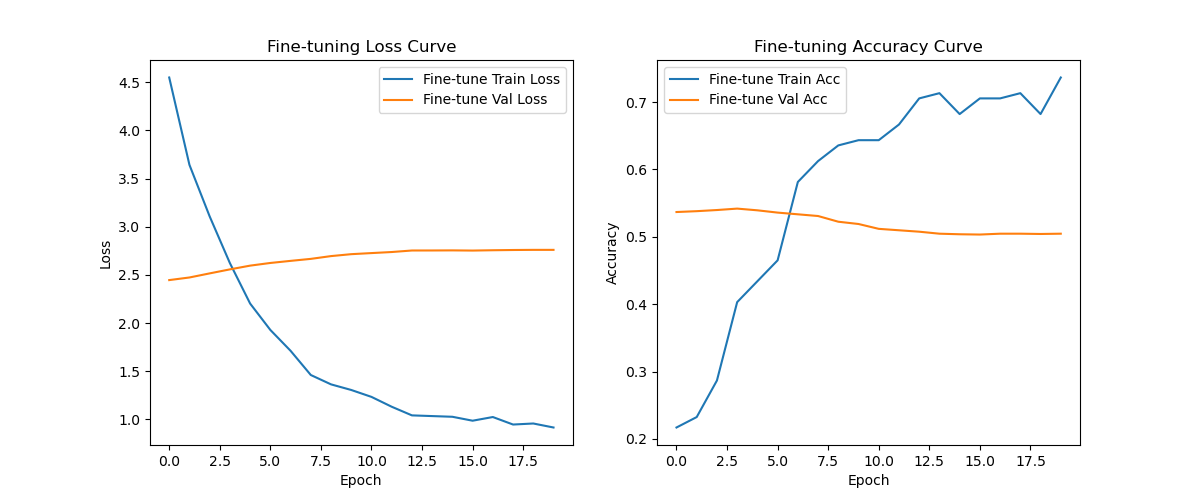 Fine-tuning Loss Curve
Fine-tune Train Loss
Fine-tune Val Loss
Loss
4.5
4.0
3.5
3.0
2.5
2.0
1.5
1.0
0.0 2.5 5.0 7.5 10.0 12.5 15.0 17.5
Epoch
Fine-tuning Accuracy Curve
Fine-tune Train Acc
Fine-tune Val Acc
Accuracy
0.7
0.6
0.5
0.4
0.3
0.2
0.0 2.5 5.0 7.5 10.0 12.5 15.0 17.5
Epoch